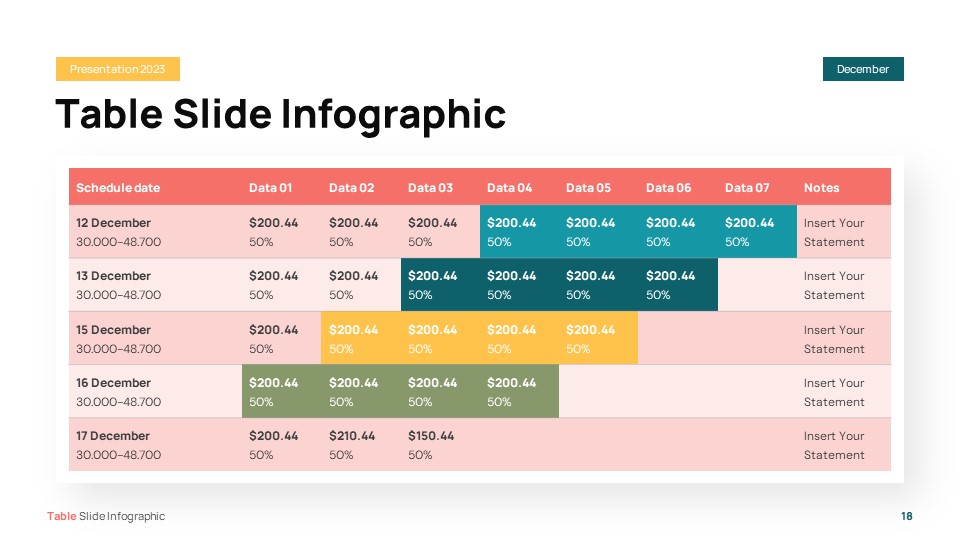 Presentation 2023
December
Table Slide Infographic
Schedule date Data 01 Data 02 Data 03 Data 04 Data 05 Data 06 Data 07 Notes
12 December $200.44 $200.44 $200.44 $200.44 $200.44 $200.44 $200.44 Insert Your
30.000–48.700 50% 50% 50% 50% 50% 50% 50% Statement
13 December $200.44 $200.44 $200.44 $200.44 $200.44 $200.44 Insert Your
30.000–48.700 50% 50% 50% 50% 50% 50% Statement
15 December $200.44 $200.44 $200.44 $200.44 $200.44 Insert Your
30.000–48.700 50% 50% 50% 50% 50% Statement
16 December $200.44 $200.44 $200.44 $200.44 Insert Your
30.000–48.700 50% 50% 50% 50% Statement
17 December $200.44 $210.44 $150.44 Insert Your
30.000–48.700 50% 50% 50% Statement
Table Slide Infographic
18